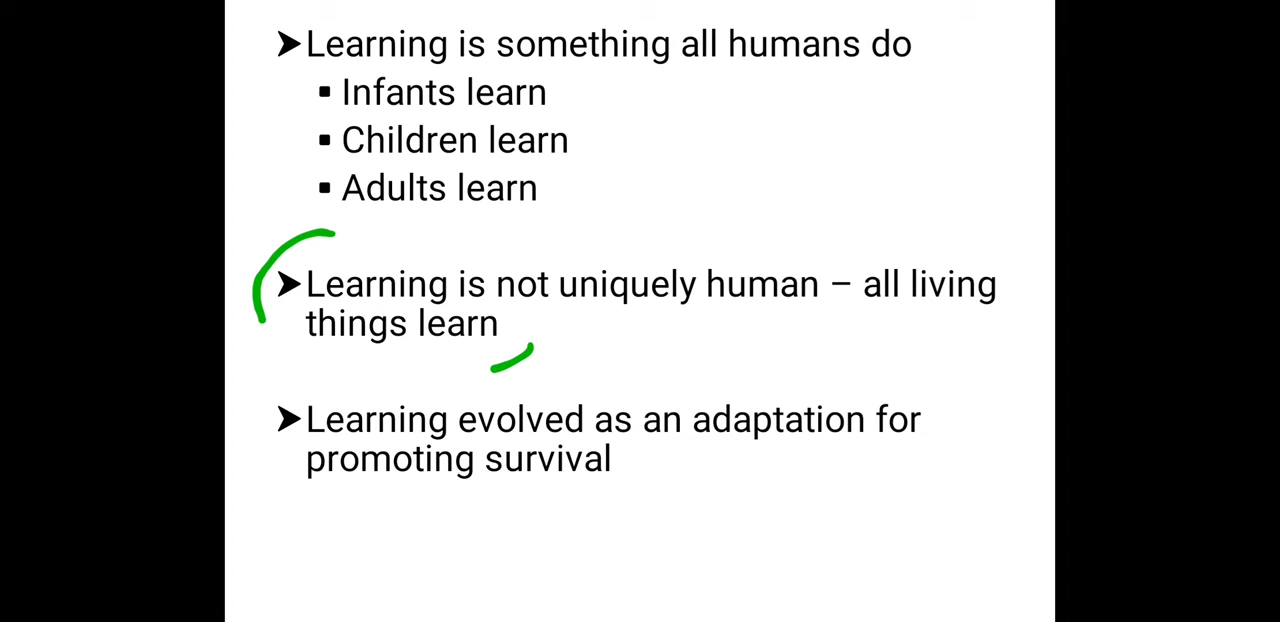 ➤Learning is something all humans do
▪ Infants learn
▪ Children learn
▪ Adults learn
➤Learning is not uniquely human – all living
things learn
➤Learning evolved as an adaptation for
promoting survival